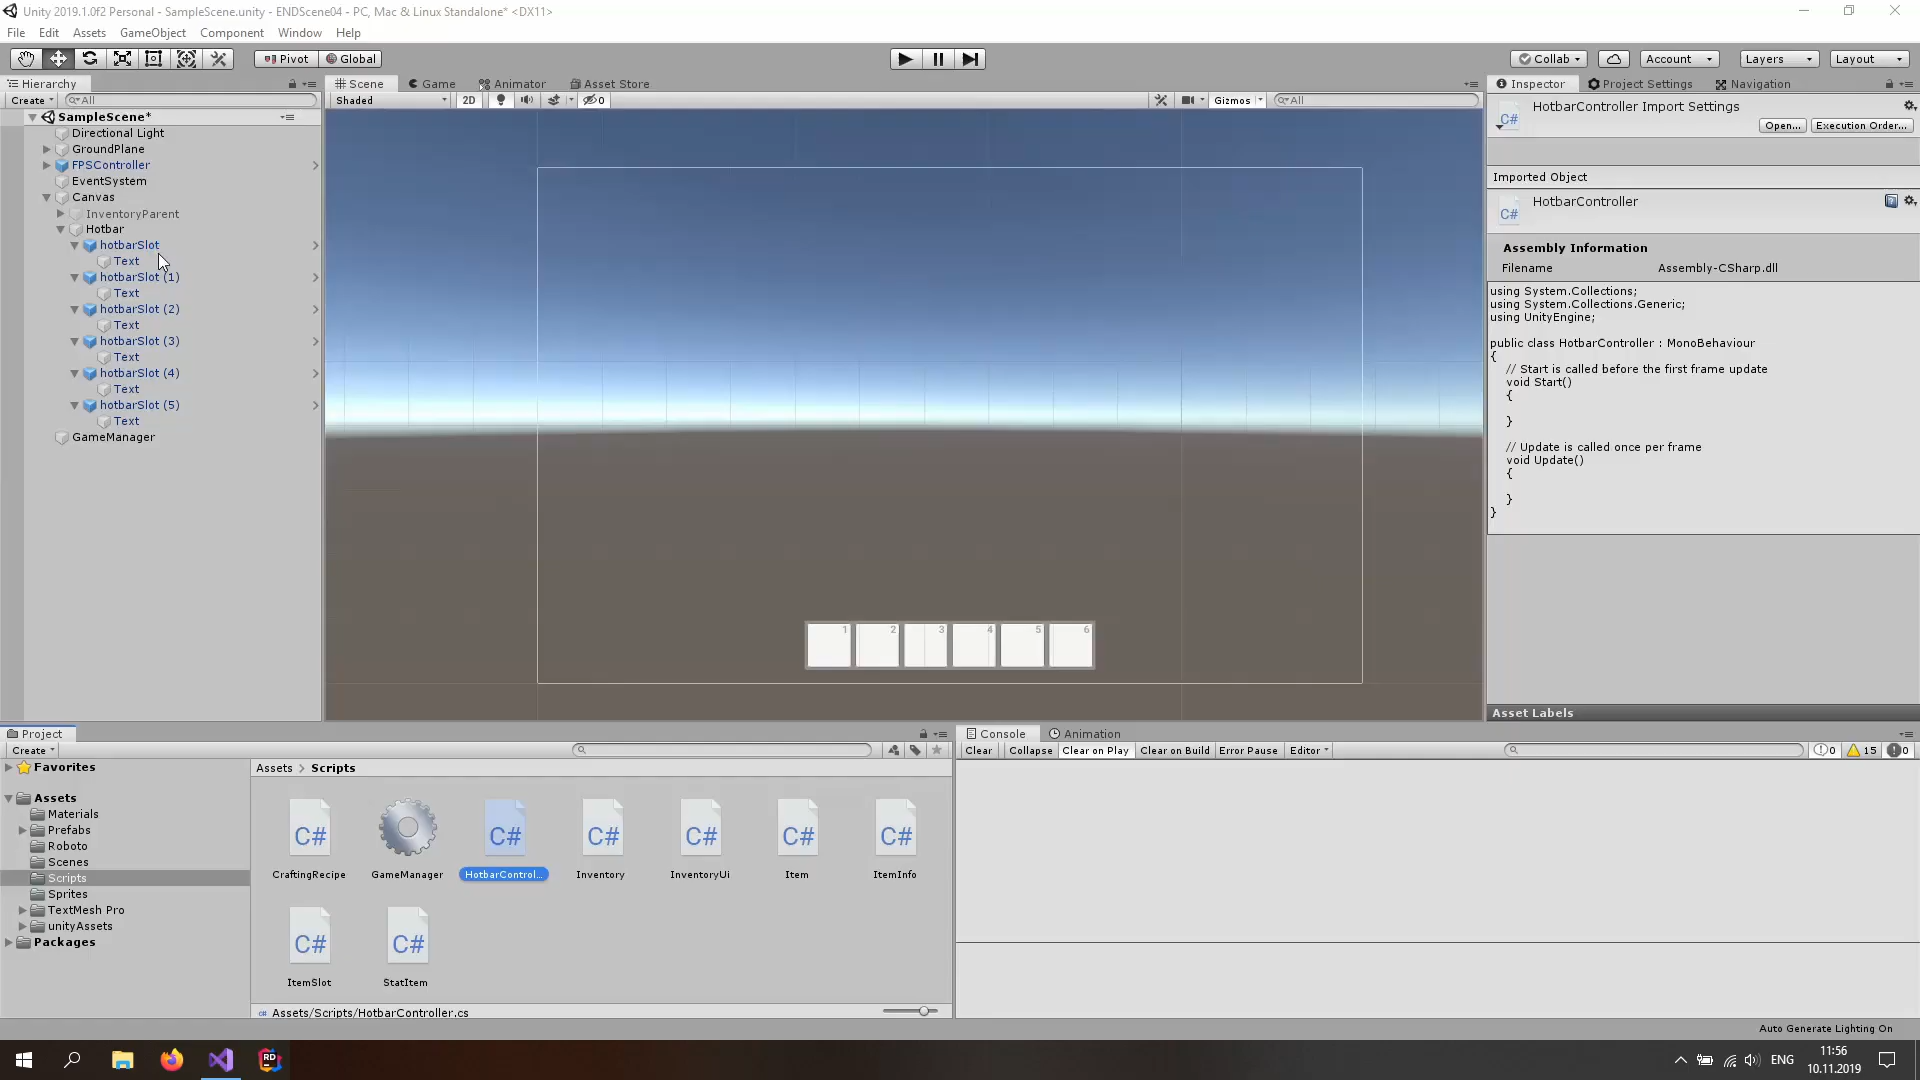 Unity 2019.1.0f2 Personal - SampleScene.unity - ENDScene04 - PC, Mac & Linux Standalone* <DX11>
File Edit Assets GameObject Component Window Help
Pivot Global
Collab Account Layers Layout
Hierarchy
Create All
SampleScene*
Directional Light
GroundPlane
FPSController
EventSystem
Canvas
InventoryParent
Hotbar
hotbarSlot
Text
hotbarSlot (1)
Text
hotbarSlot (2)
Text
hotbarSlot (3)
Text
hotbarSlot (4)
Text
hotbarSlot (5)
Text
GameManager
Scene Game Animator Asset Store
Shaded 2D 0 Gizmos All
1 2 3 4 5 6
Inspector Project Settings Navigation
HotbarController Import Settings
C#
Open... Execution Order...
Imported Object
HotbarController
C#
Assembly Information
Filename Assembly-CSharp.dll
using System.Collections;
using System.Collections.Generic;
using UnityEngine;
public class HotbarController : MonoBehaviour
{
// Start is called before the first frame update
void Start()
{
}
// Update is called once per frame
void Update()
{
}
}
Asset Labels
Project
Create
Favorites
Assets
Materials
Prefabs
Roboto
Scenes
Scripts
Sprites
TextMesh Pro
unityAssets
Packages
Assets > Scripts
C# C# C# C# C# C#
CraftingRecipe GameManager HotbarControl... Inventory InventoryUi Item ItemInfo
C# C#
ItemSlot StatItem
Assets/Scripts/HotbarController.cs
Console Animation
Clear Collapse Clear on Play Clear on Build Error Pause Editor 0 15 0
Auto Generate Lighting On
RD
ENG
11:56
10.11.2019